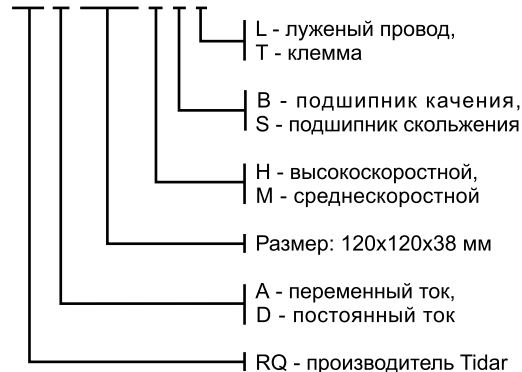 L - луженый провод,
T - клемма
B - подшипник качения,
S - подшипник скольжения
H - высокоскоростной,
M - среднескоростной
Размер: 120x120x38 мм
A - переменный ток,
D - постоянный ток
RQ - производитель Tidar